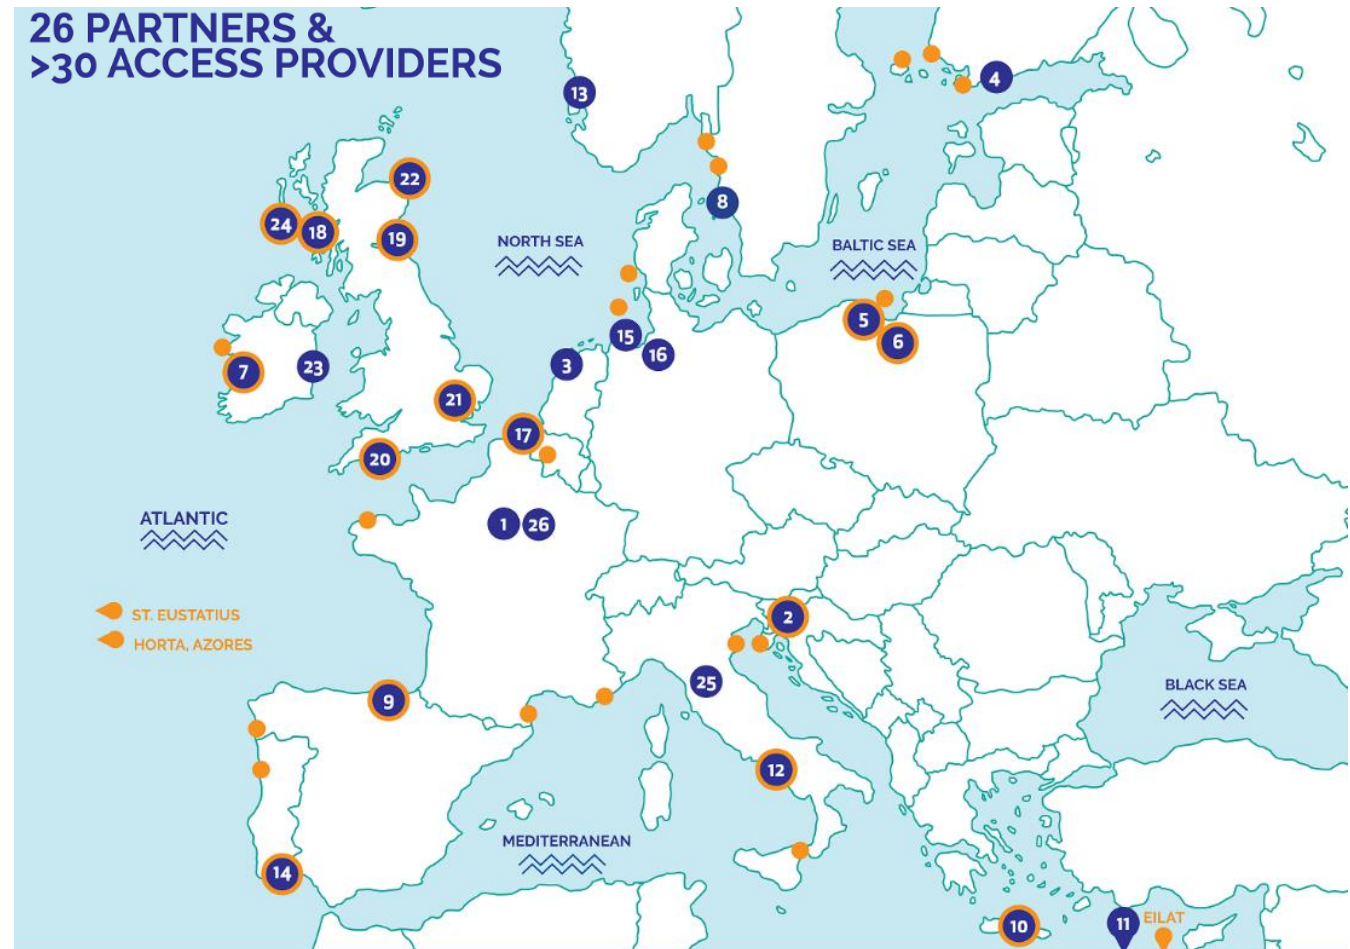 26 PARTNERS &
>30 ACCESS PROVIDERS
13
4
22
8
24
18
19
NORTH SEA
BALTIC SEA
5
15
6
16
3
23
7
21
17
20
ATLANTIC
1
26
ST. EUSTATIUS
2
HORTA, AZORES
25
BLACK SEA
9
12
MEDITERRANEAN
14
EILAT
10
11